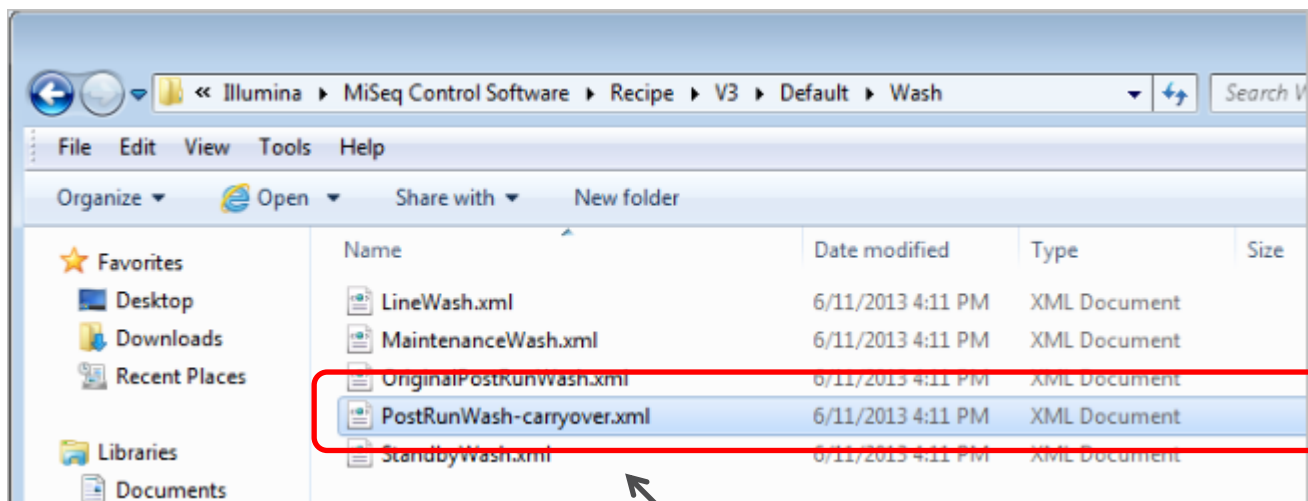 « Illumina ▸ MiSeq Control Software ▸ Recipe ▸ V3 ▸ Default ▸ Wash
Search
File Edit View Tools Help
Organize Open Share with New folder
Name Date modified Type Size
Favorites
Desktop
Downloads
Recent Places
Libraries
Documents
LineWash.xml 6/11/2013 4:11 PM XML Document
MaintenanceWash.xml 6/11/2013 4:11 PM XML Document
OriginalPostRunWash.xml 6/11/2013 4:11 PM XML Document
PostRunWash-carryover.xml 6/11/2013 4:11 PM XML Document
StandbyWash.xml 6/11/2013 4:11 PM XML Document